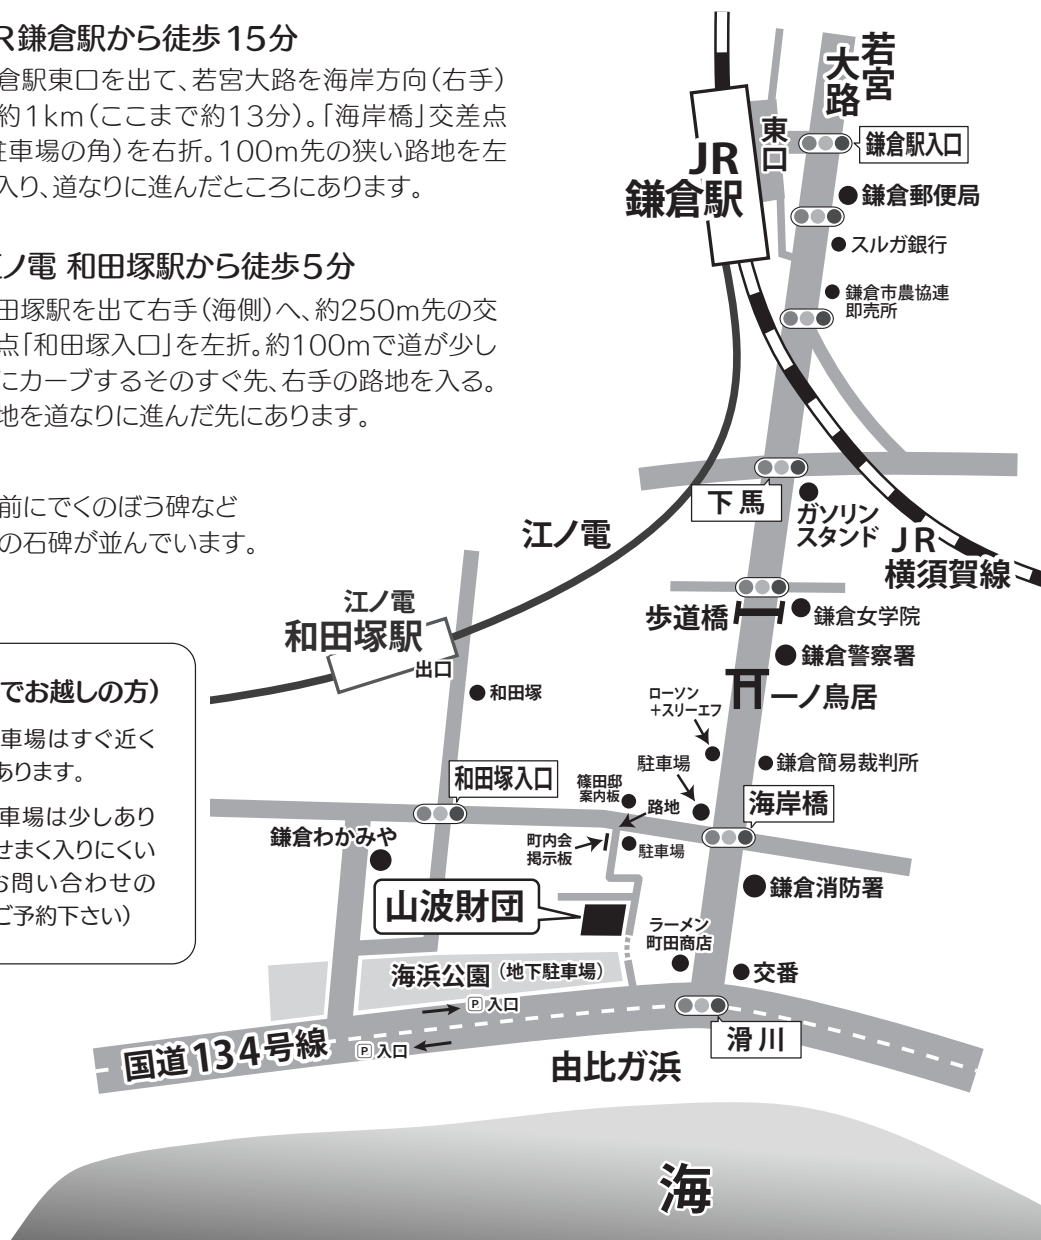 R鎌倉駅から徒歩15分
倉駅東口を出て、若宮大路を海岸方向（右手）
約1km（ここまで約13分）。「海岸橋」交差点
車場の角）を右折。100m先の狭い路地を左
入り、道なりに進んだところにあります。
ノ電 和田塚駅から徒歩5分
田塚駅を出て右手（海側）へ、約250m先の交
点「和田塚入口」を左折。約100mで道が少し
にカーブするそのすぐ先、右手の路地を入る。
地を道なりに進んだ先にあります。
前にでくのぼう碑など
の石碑が並んでいます。
でお越しの方）
車場はすぐ近く
あります。
車場は少しあり
せまく入りにくい
お問い合わせの
ご予約下さい）
若宮
大路
東口
JR
鎌倉駅
鎌倉駅入口
鎌倉郵便局
スルガ銀行
鎌倉市農協連
即売所
下馬
ガソリン
スタンド
JR
横須賀線
江ノ電
江ノ電
和田塚駅
出口
和田塚
歩道橋
鎌倉女学院
鎌倉警察署
一ノ鳥居
ローソン
＋スリーエフ
駐車場
鎌倉簡易裁判所
和田塚入口
篠田邸
案内板
路地
海岸橋
鎌倉わかみや
町内会
掲示板
駐車場
鎌倉消防署
山波財団
ラーメン
町田商店
海浜公園（地下駐車場）
交番
P 入口
国道134号線
P 入口
滑川
由比ガ浜
海